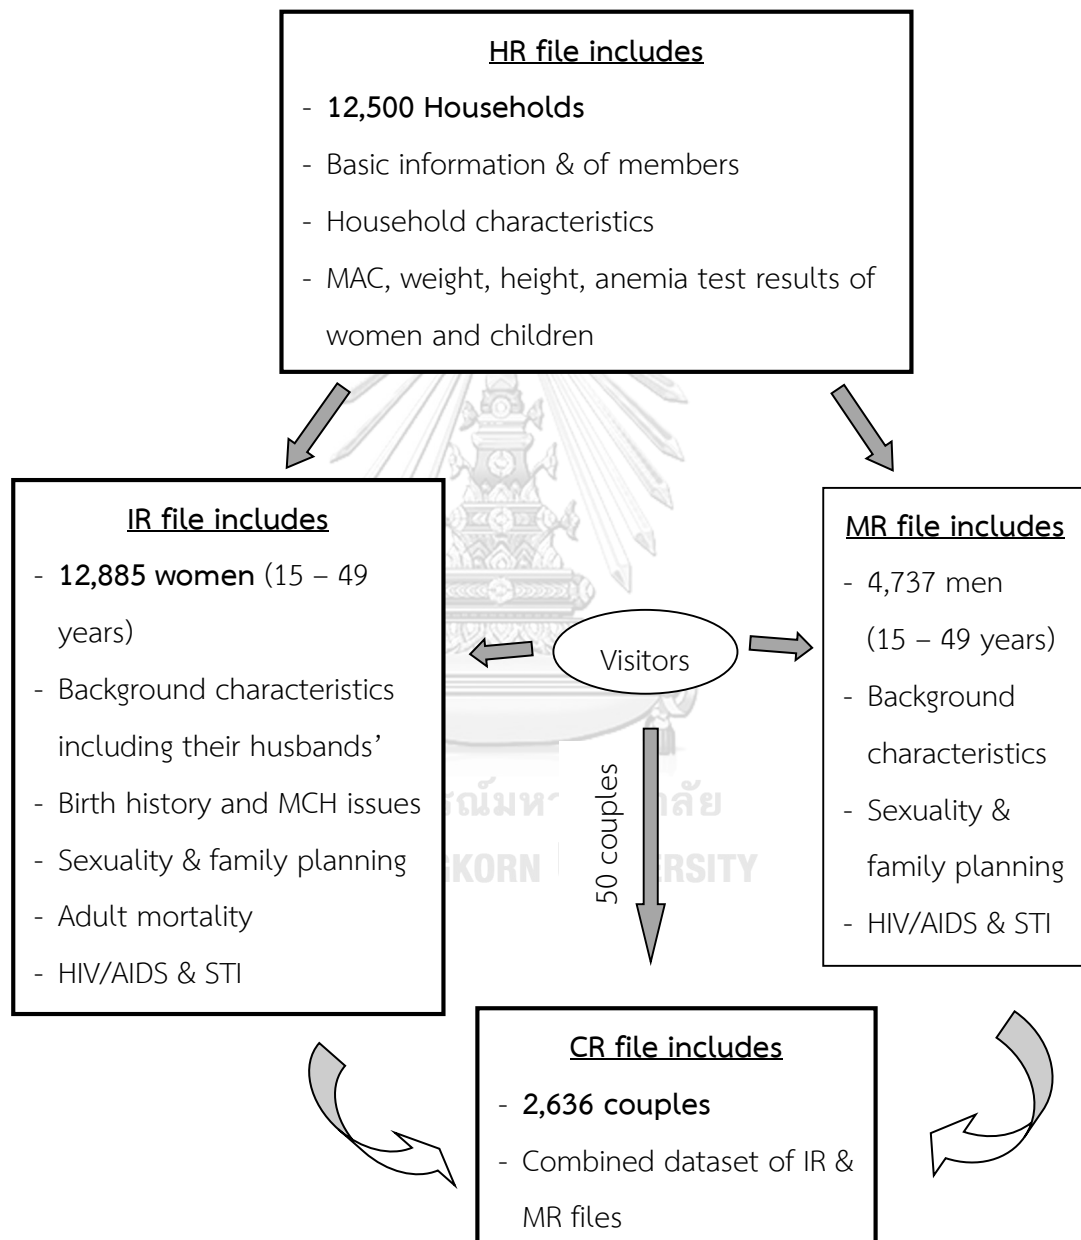 HR file includes
- 12,500 Households
- Basic information & of members
- Household characteristics
- MAC, weight, height, anemia test results of
women and children
IR file includes
- 12,885 women (15 – 49
years)
- Background characteristics
including their husbands’
- Birth history and MCH issues
- Sexuality & family planning
- Adult mortality
- HIV/AIDS & STI
Visitors
MR file includes
- 4,737 men
(15 – 49 years)
- Background
characteristics
- Sexuality &
family planning
- HIV/AIDS & STI
50 couples
CR file includes
- 2,636 couples
- Combined dataset of IR &
MR files